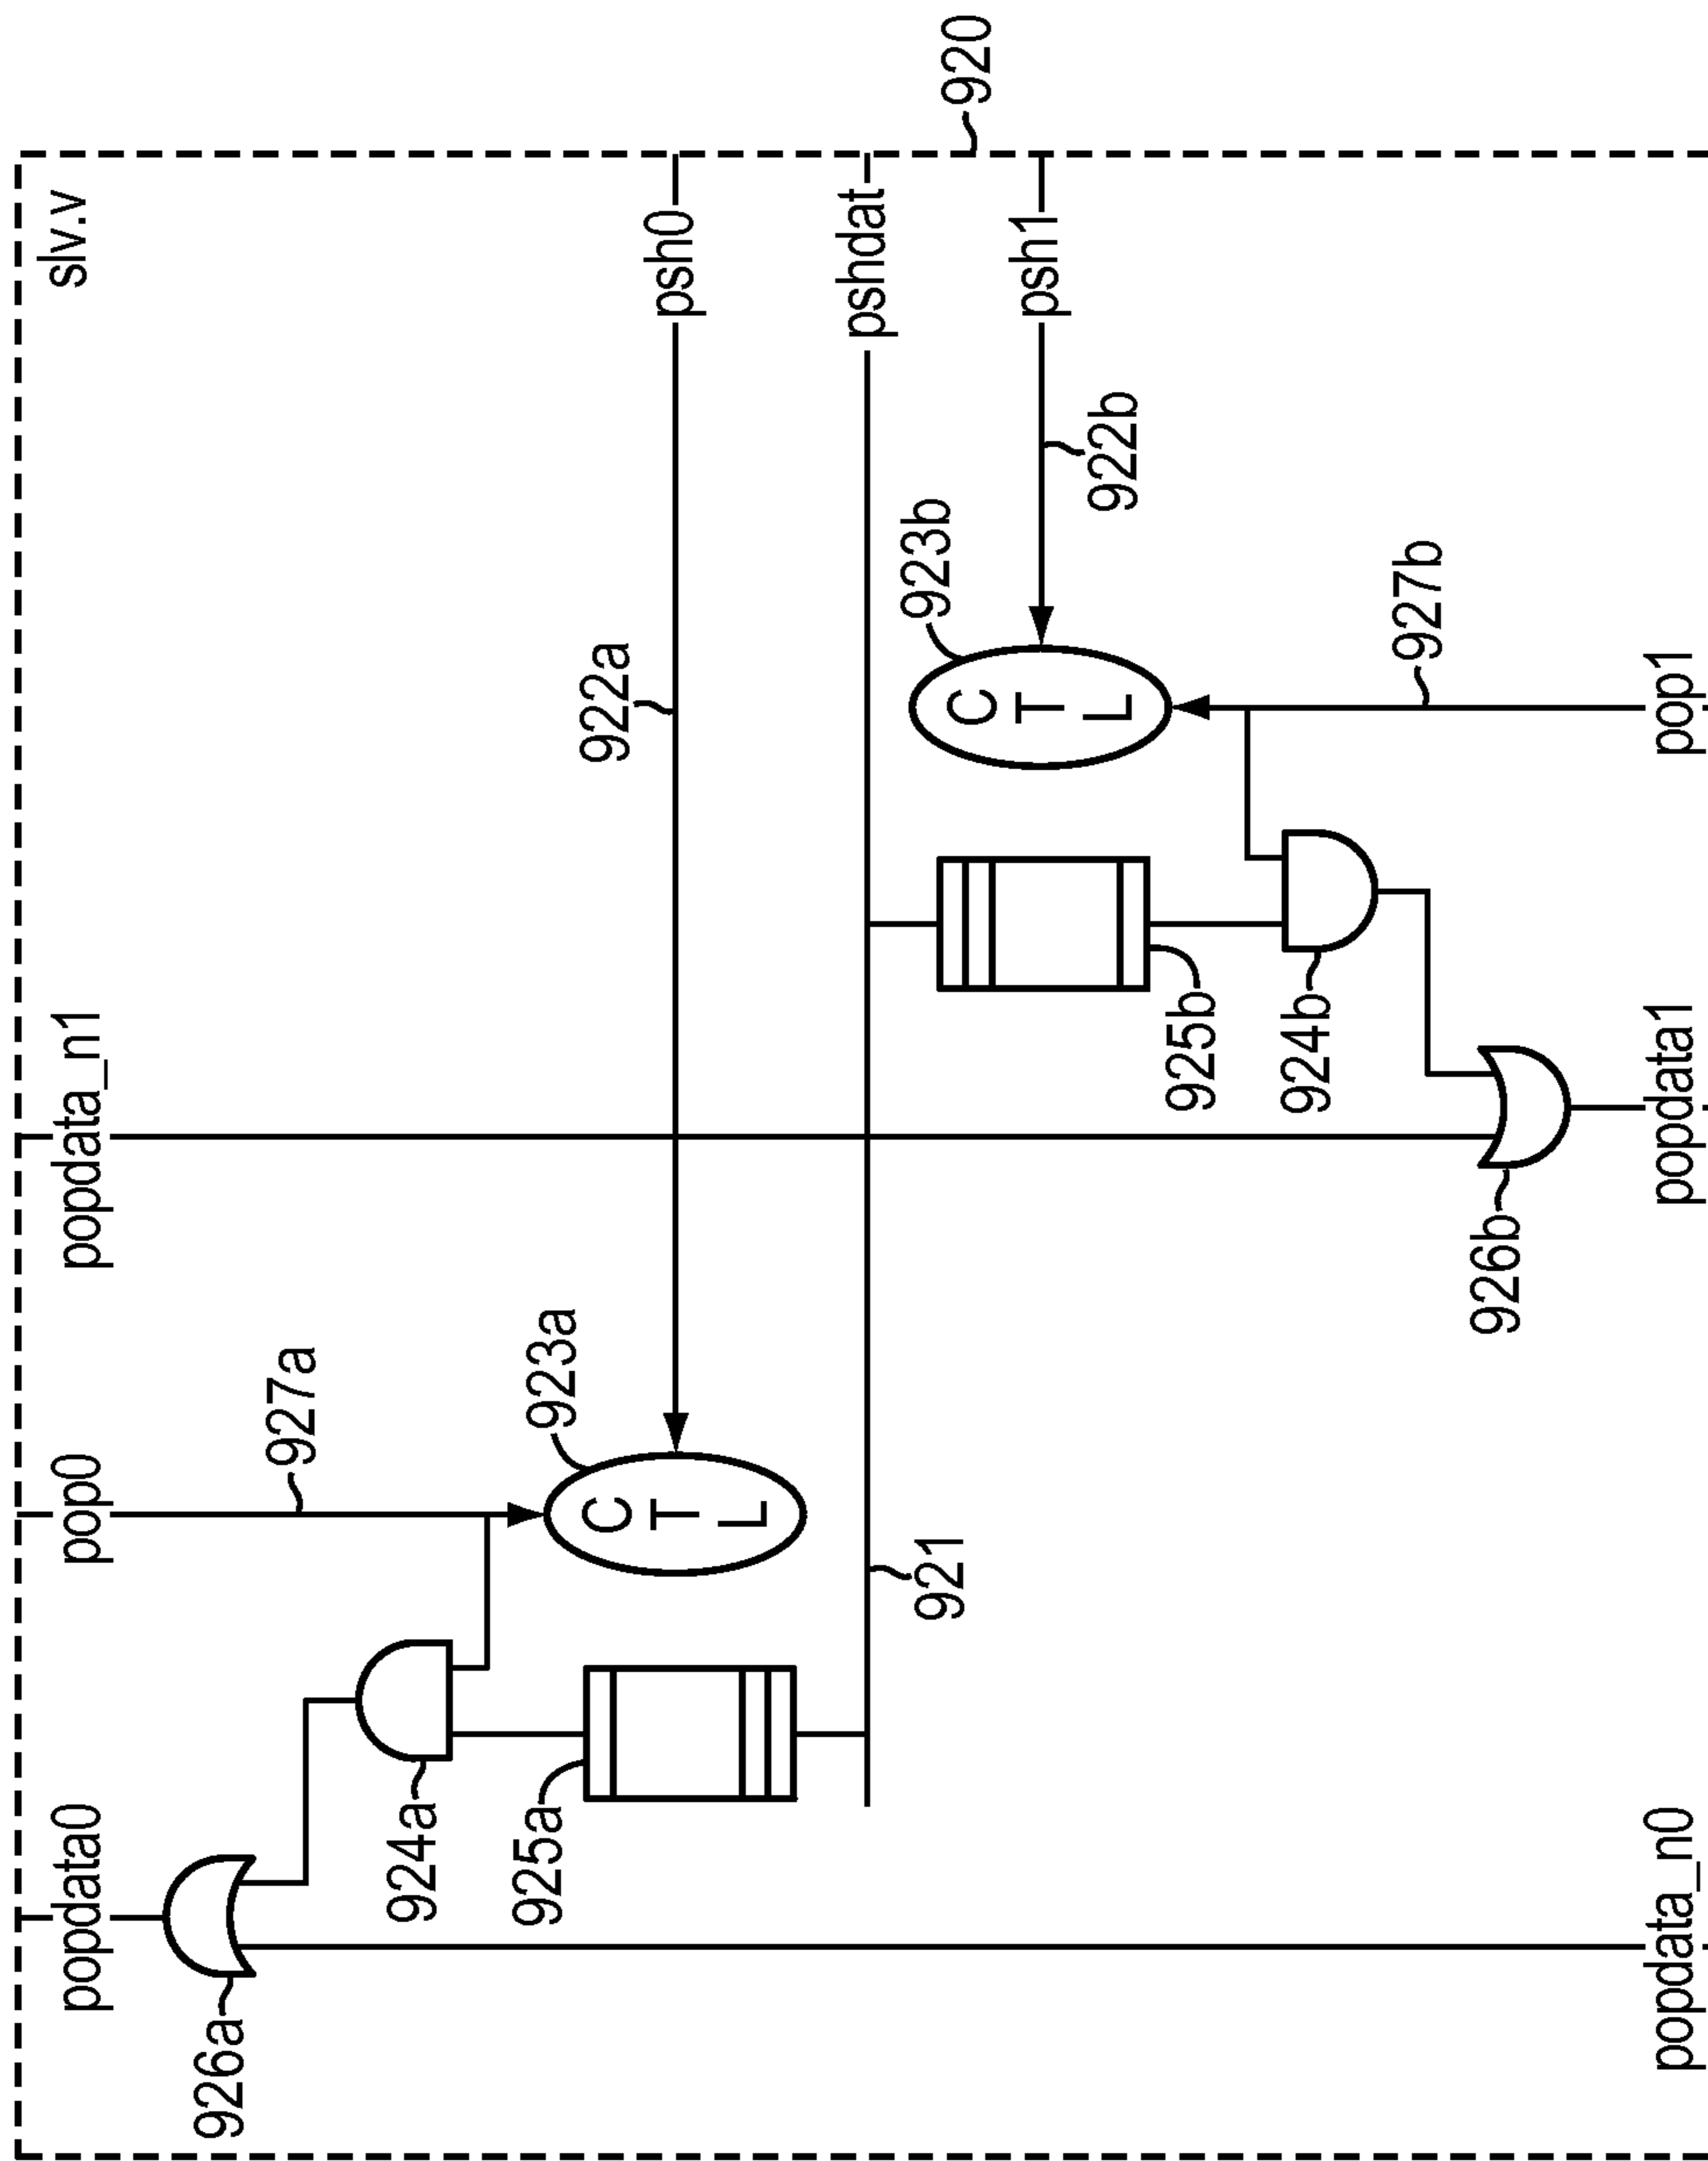 popdata0
pop0
popdata_n1
slv.v
926a
927a
924a
925a
923a
C
T
L
922a
psh0
pshdat
921
923b
920
C
T
L
psh1
922b
925b
924b
927b
926b
popdata_n0
popdata1
pop1